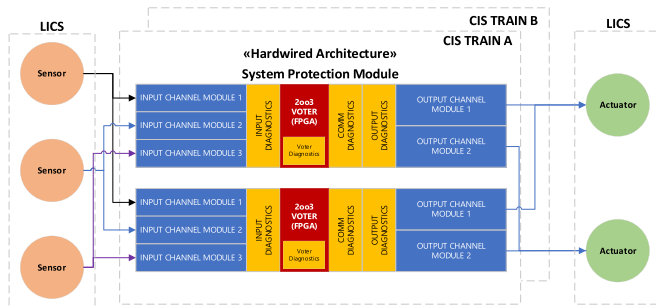 LICS
CIS TRAIN B
LICS
CIS TRAIN A
«Hardwired Architecture»
System Protection Module
Sensor
Sensor
Sensor
INPUT CHANNEL MODULE 1
INPUT CHANNEL MODULE 2
INPUT CHANNEL MODULE 3
INPUT
DIAGNOSTICS
2oo3
VOTER
(FPGA)
Voter
Diagnostics
COMM
DIAGNOSTICS
OUTPUT
DIAGNOSTICS
OUTPUT CHANNEL
MODULE 1
OUTPUT CHANNEL
MODULE 2
INPUT CHANNEL MODULE 1
INPUT CHANNEL MODULE 2
INPUT CHANNEL MODULE 3
INPUT
DIAGNOSTICS
2oo3
VOTER
(FPGA)
Voter
Diagnostics
COMM
DIAGNOSTICS
OUTPUT
DIAGNOSTICS
OUTPUT CHANNEL
MODULE 1
OUTPUT CHANNEL
MODULE 2
Actuator
Actuator